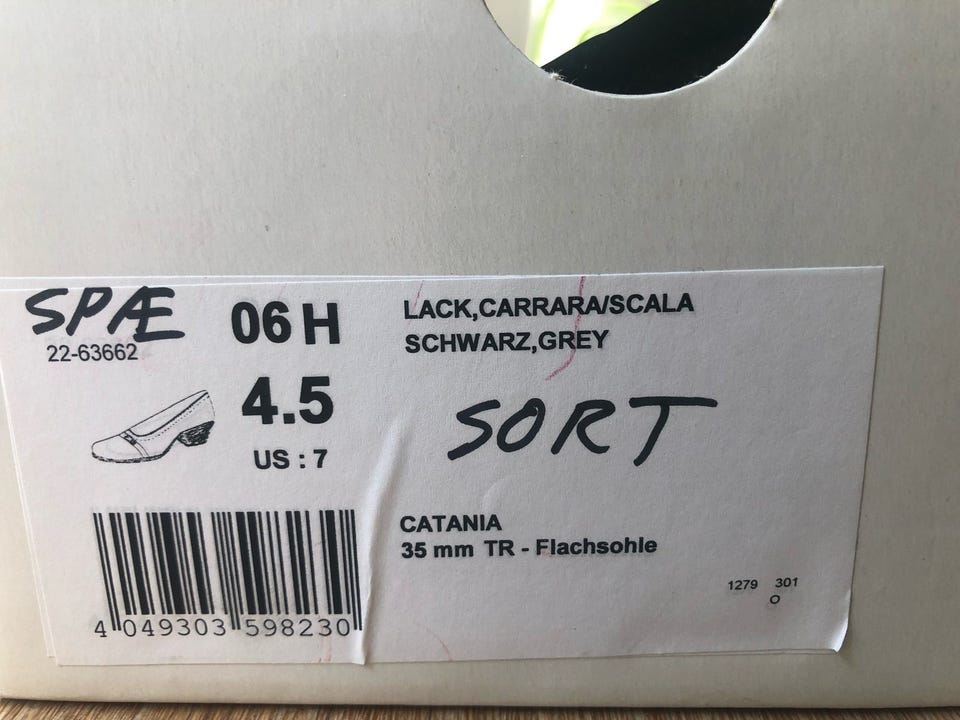 SPÆ
22-63662
06 H
4.5
US : 7
LACK,CARRARA/SCALA
SCHWARZ,GREY
SORT
CATANIA
35 mm TR - Flachsohle
1279 301
O
4 049303 598230